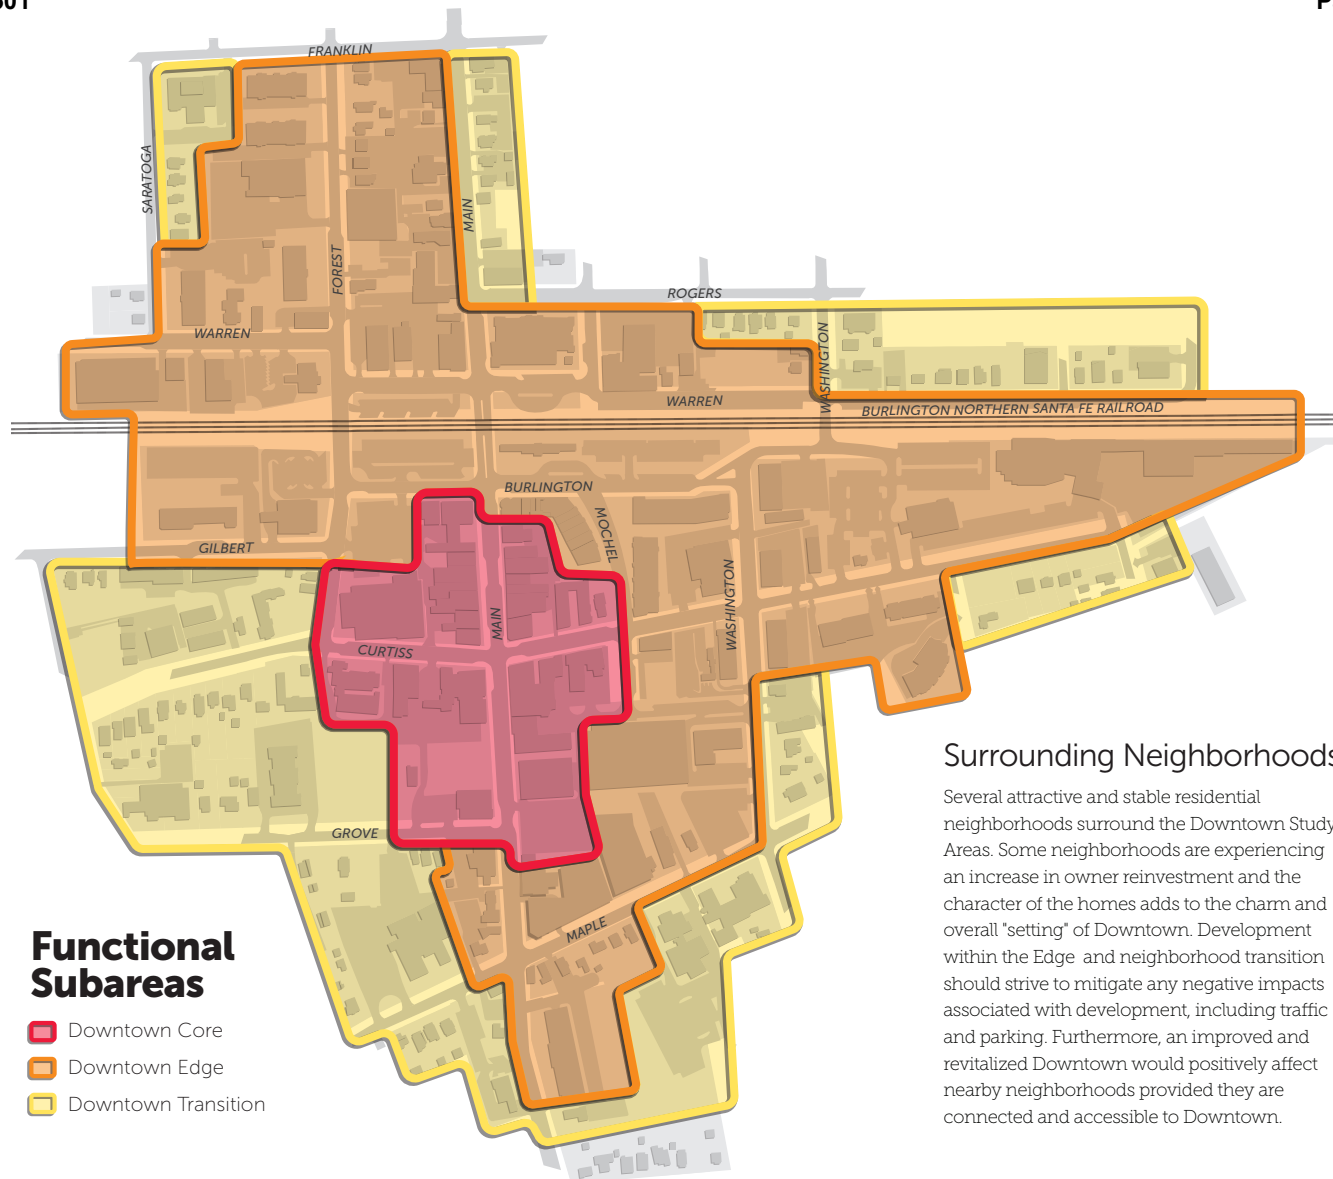 FRANKLIN
SARATOGA
MAIN
FOREST
ROGERS
WARREN
WASHINGTON
WARREN
BURLINGTON NORTHERN SANTA FE RAILROAD
BURLINGTON
MOCHEL
GILBERT
WASHINGTON
MAIN
CURTISS
GROVE
MAPLE
Surrounding Neighborhoods
Several attractive and stable residential
neighborhoods surround the Downtown Study
Areas. Some neighborhoods are experiencing
an increase in owner reinvestment and the
character of the homes adds to the charm and
overall "setting" of Downtown. Development
within the Edge and neighborhood transition
should strive to mitigate any negative impacts
associated with development, including traffic
and parking. Furthermore, an improved and
revitalized Downtown would positively affect
nearby neighborhoods provided they are
connected and accessible to Downtown.
Functional
Subareas
Downtown Core
Downtown Edge
Downtown Transition